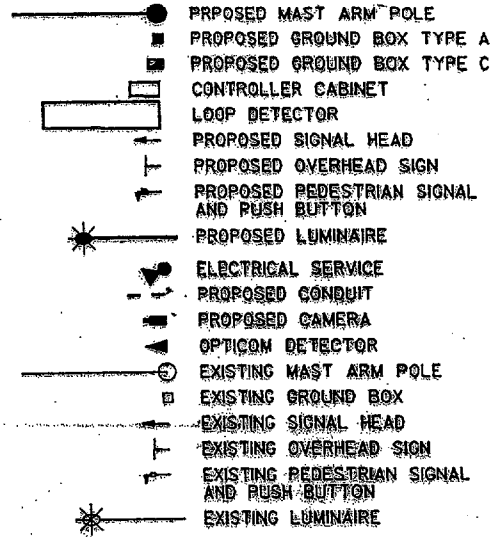 PRPOSED MAST ARM POLE
PROPOSED GROUND BOX TYPE A
PROPOSED GROUND BOX TYPE C
CONTROLLER CABINET
LOOP DETECTOR
PROPOSED SIGNAL HEAD
PROPOSED OVERHEAD SIGN
PROPOSED PEDESTRIAN SIGNAL
AND PUSH BUTTON
PROPOSED LUMINAIRE
ELECTRICAL SERVICE
PROPOSED CONDUIT
PROPOSED CAMERA
OPTICOM DETECTOR
EXISTING MAST ARM POLE
EXISTING GROUND BOX
EXISTING SIGNAL HEAD
EXISTING OVERHEAD SIGN
EXISTING PEDESTRIAN SIGNAL
AND PUSH BUTTON
EXISTING LUMINAIRE